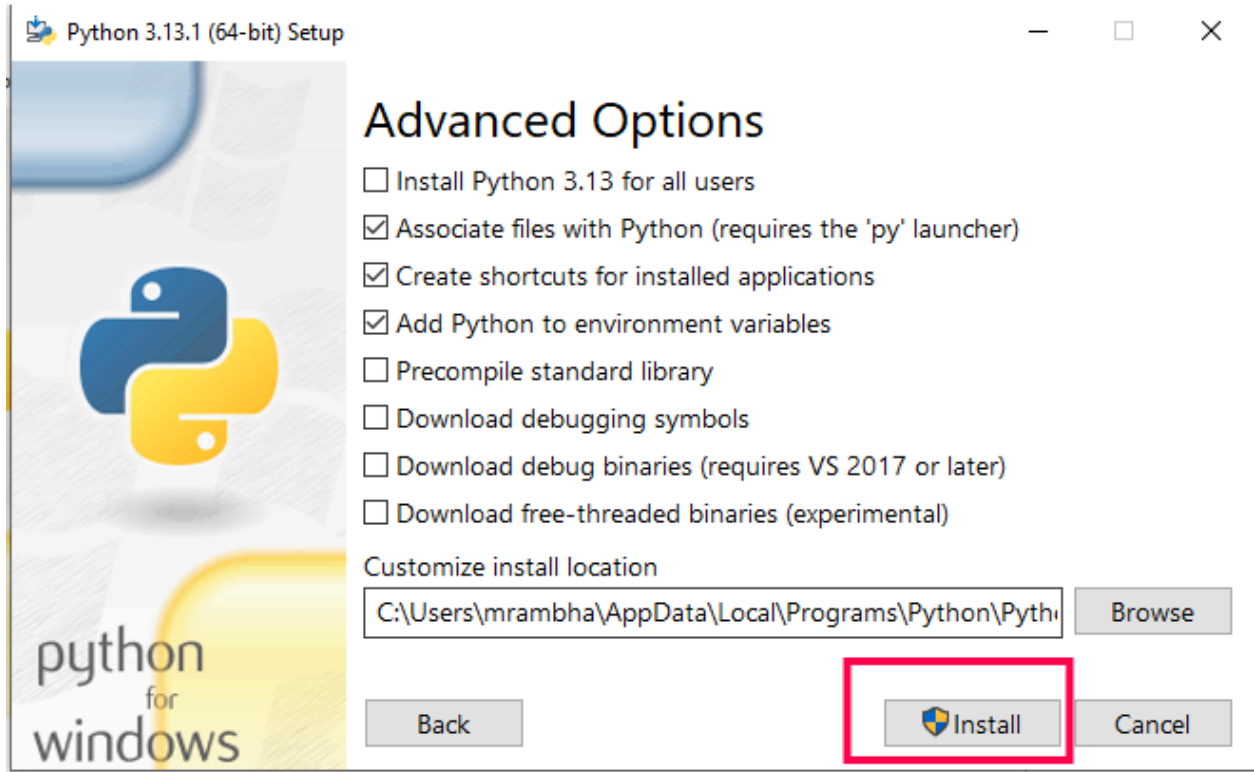 Python 3.13.1 (64-bit) Setup
Advanced Options
Install Python 3.13 for all users
Associate files with Python (requires the 'py' launcher)
Create shortcuts for installed applications
Add Python to environment variables
Precompile standard library
Download debugging symbols
Download debug binaries (requires VS 2017 or later)
Download free-threaded binaries (experimental)
Customize install location
C:\Users\mrambha\AppData\Local\Programs\Python\Pytho
Browse
python
for
windows
Back
Install
Cancel